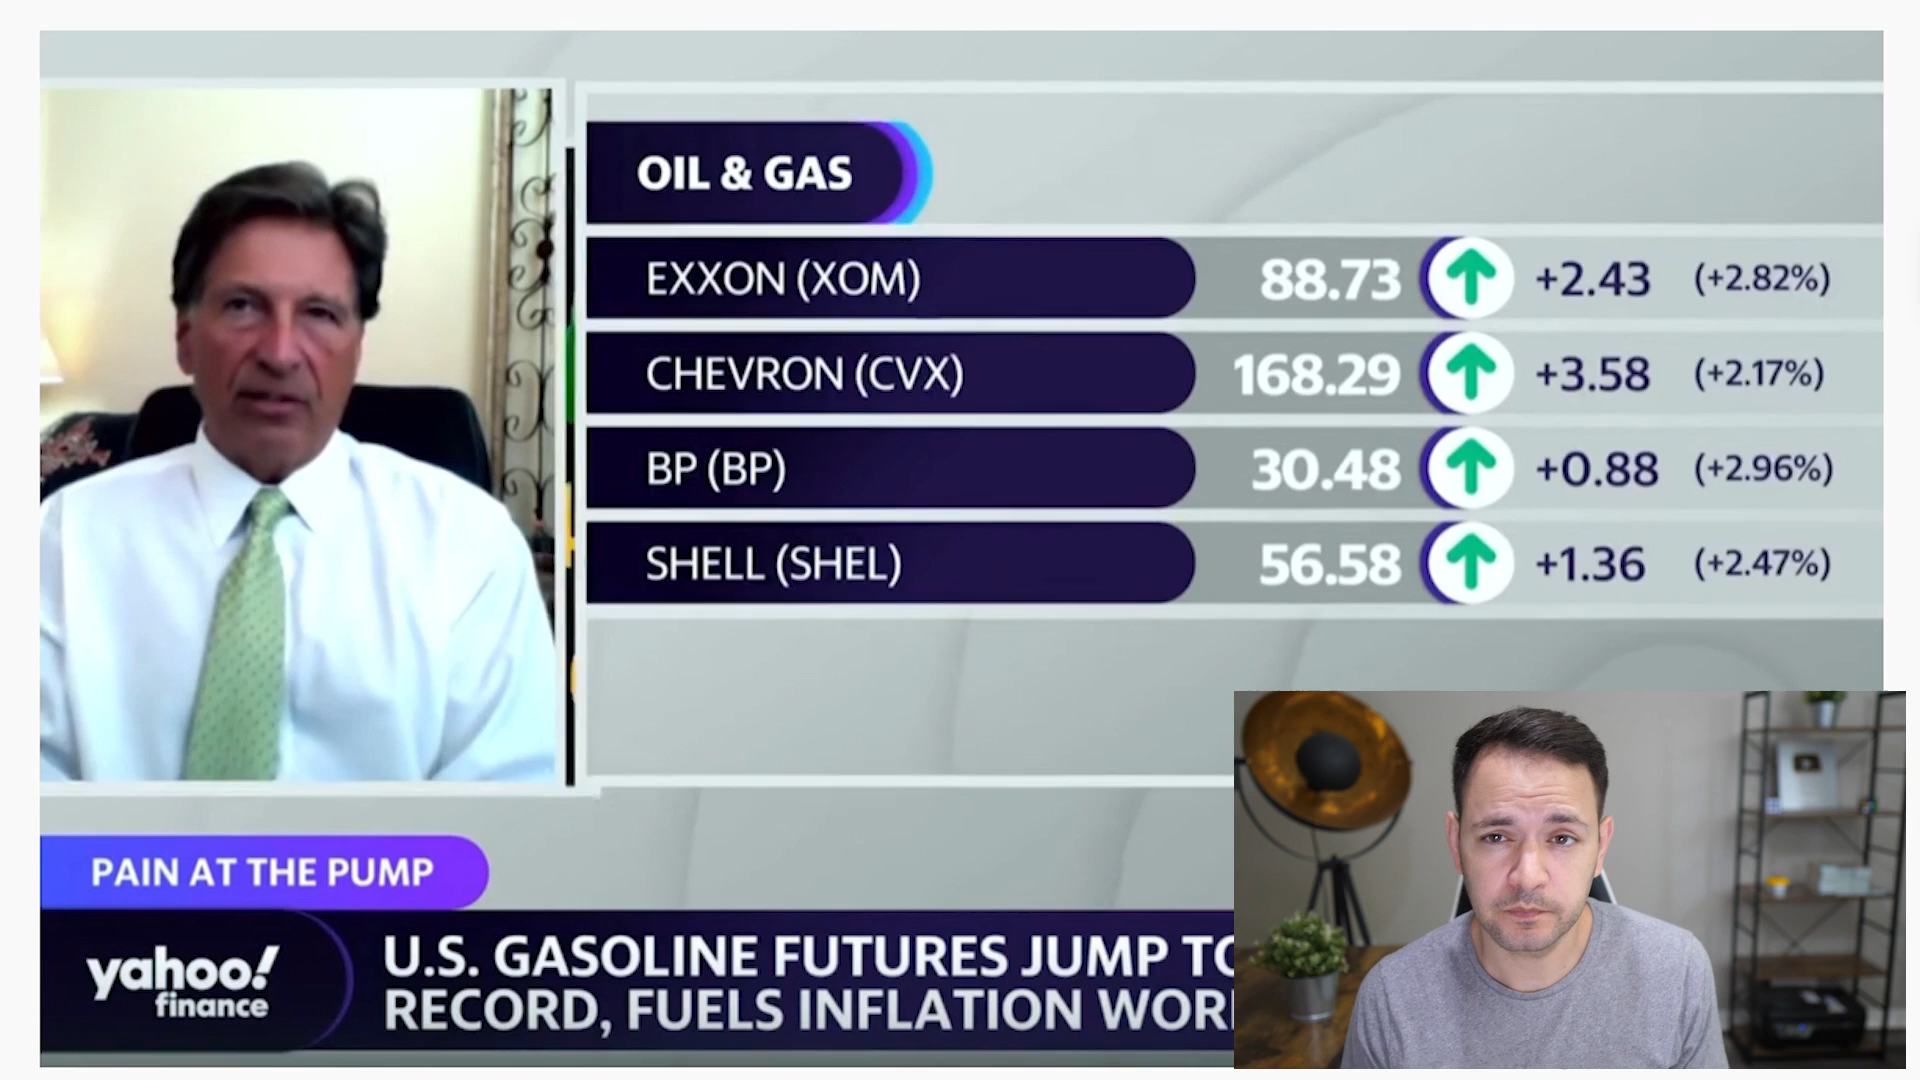 OIL & GAS
EXXON (XOM) 88.73 +2.43 (+2.82%)
CHEVRON (CVX) 168.29 +3.58 (+2.17%)
BP (BP) 30.48 +0.88 (+2.96%)
SHELL (SHEL) 56.58 +1.36 (+2.47%)
PAIN AT THE PUMP
yahoo!
finance
U.S. GASOLINE FUTURES JUMP TO
RECORD, FUELS INFLATION